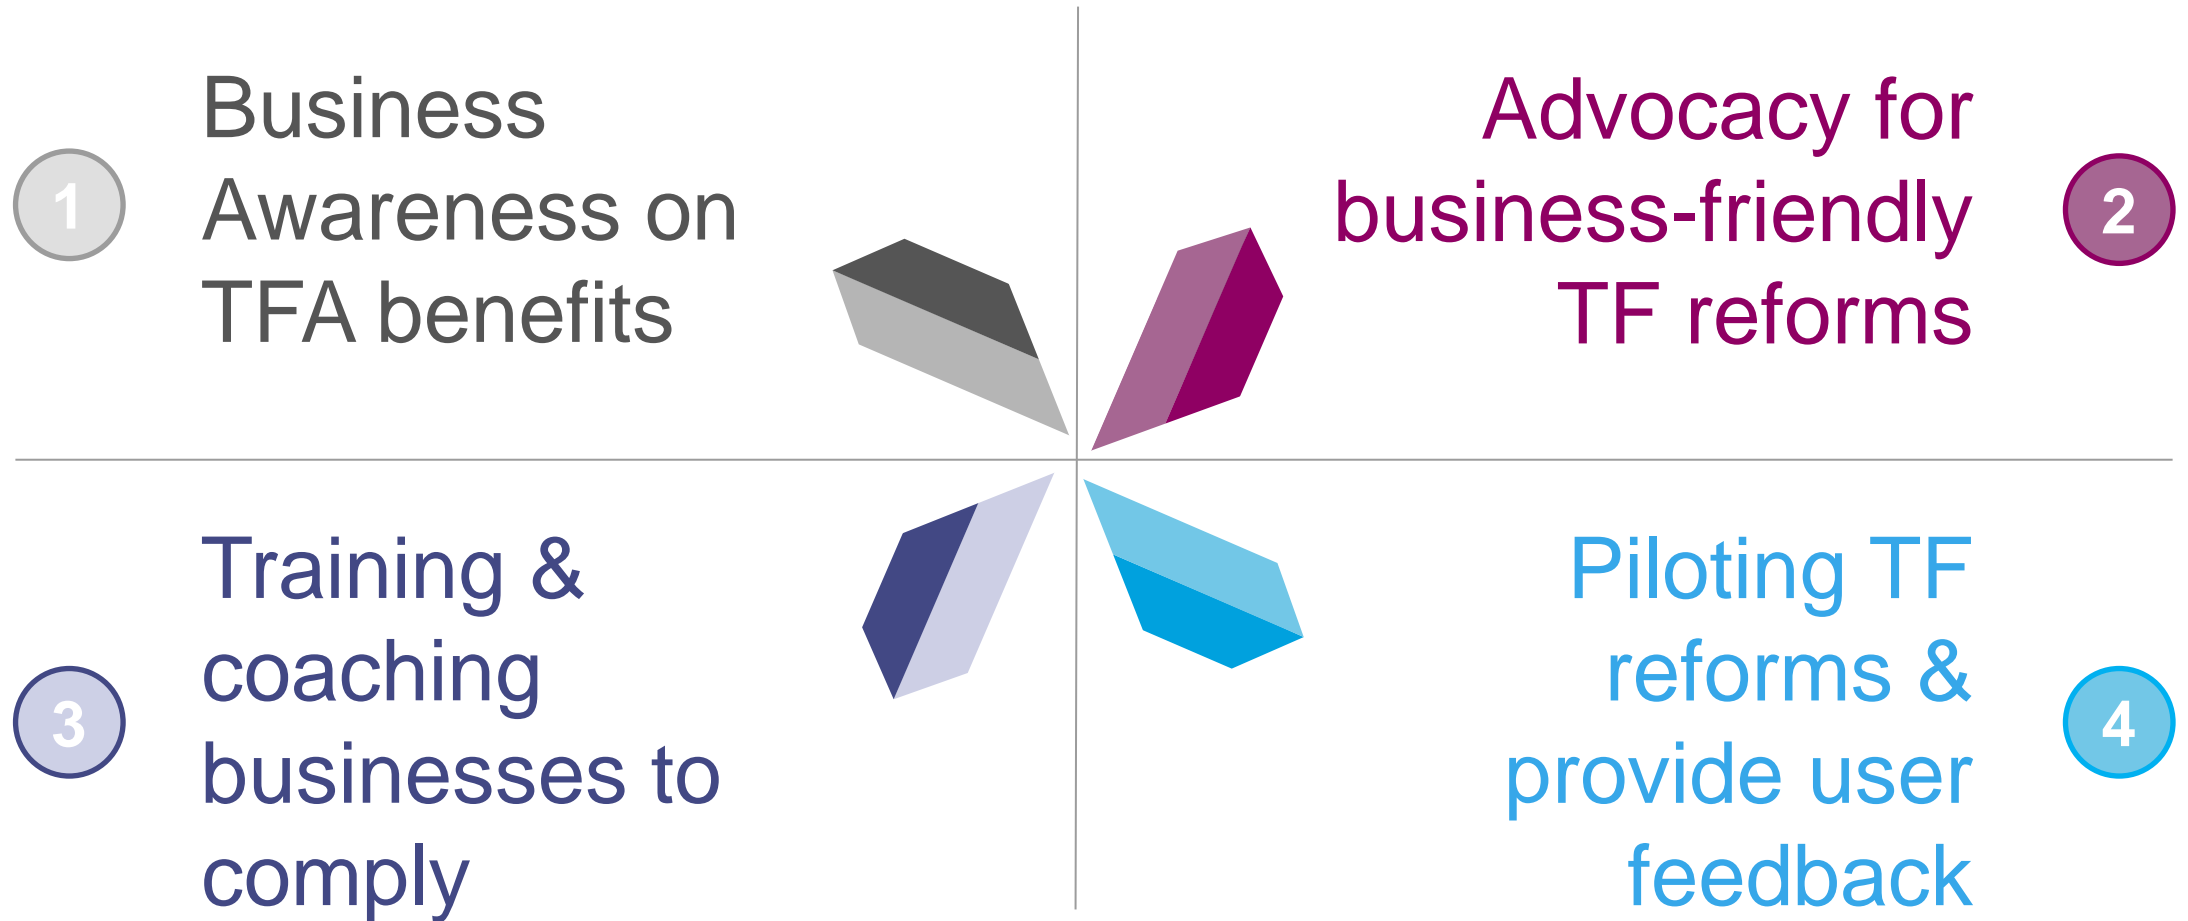 1
Business
Awareness on
TFA benefits
Advocacy for
business-friendly
TF reforms
2
3
Training &
coaching
businesses to
comply
Piloting TF
reforms &
provide user
feedback
4